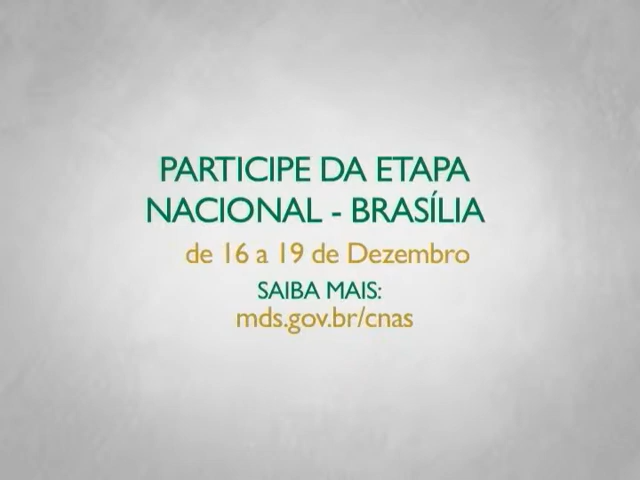 PARTICIPE DA ETAPA
NACIONAL - BRASÍLIA
de 16 a 19 de Dezembro
SAIBA MAIS:
mds.gov.br/cnas